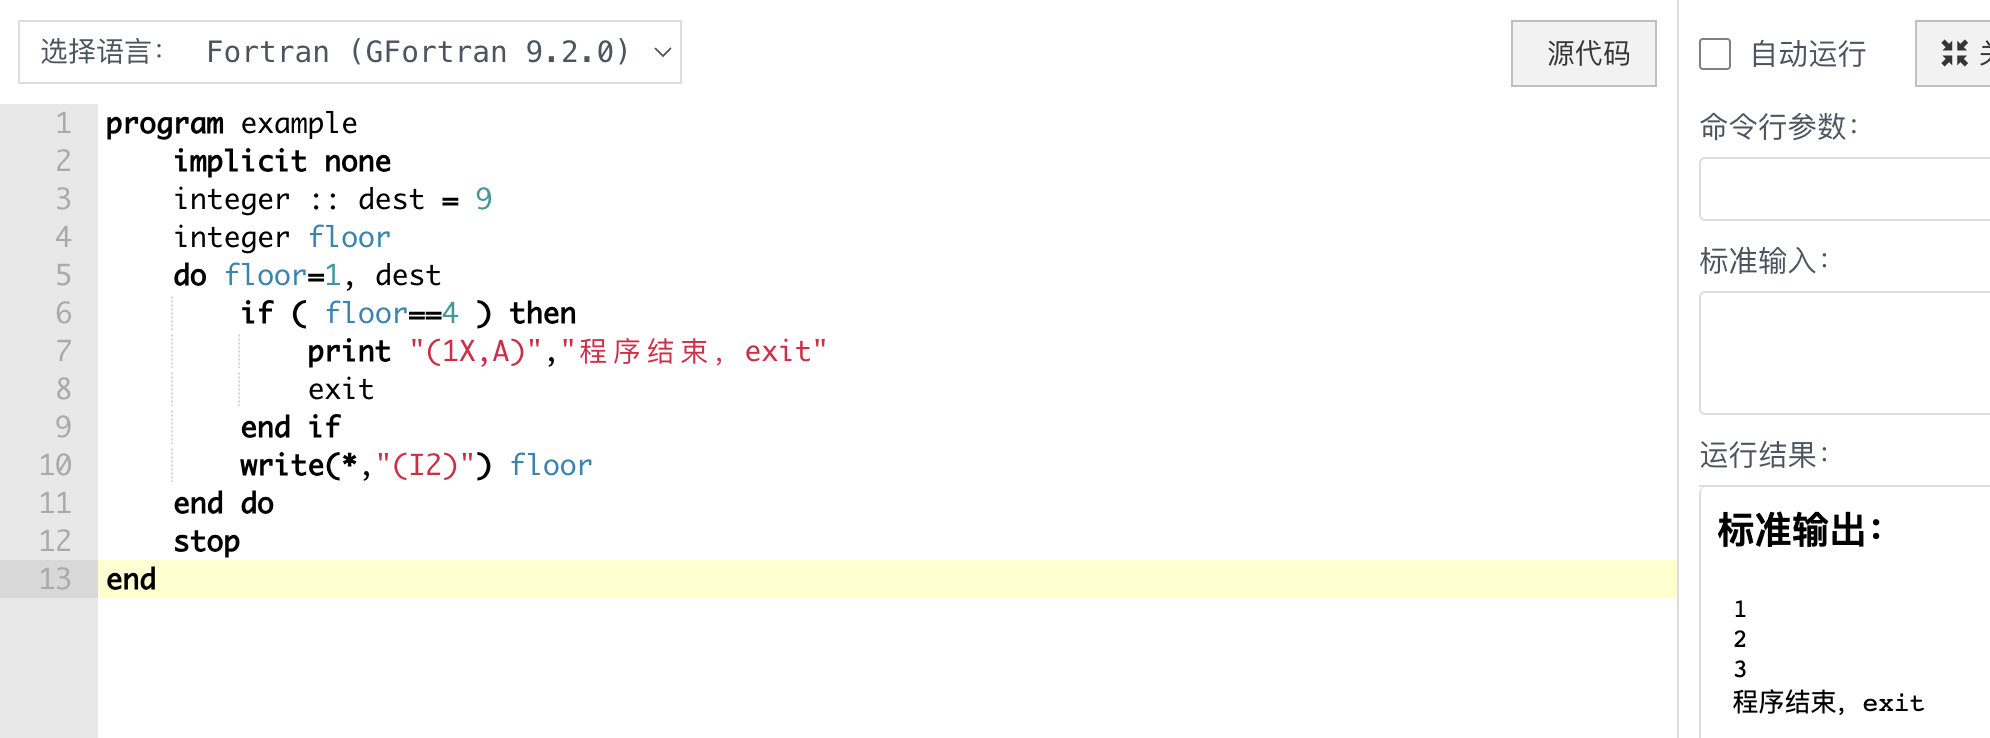 选择语言： Fortran (GFortran 9.2.0)
源代码
自动运行
1 program example
2     implicit none
3     integer :: dest = 9
4     integer floor
5     do floor=1, dest
6         if ( floor==4 ) then
7             print "(1X,A)","程序结束，exit"
8             exit
9         end if
10         write(*,"(I2)") floor
11     end do
12     stop
13 end
命令行参数：
标准输入：
运行结果：
标准输出：
1
2
3
程序结束，exit